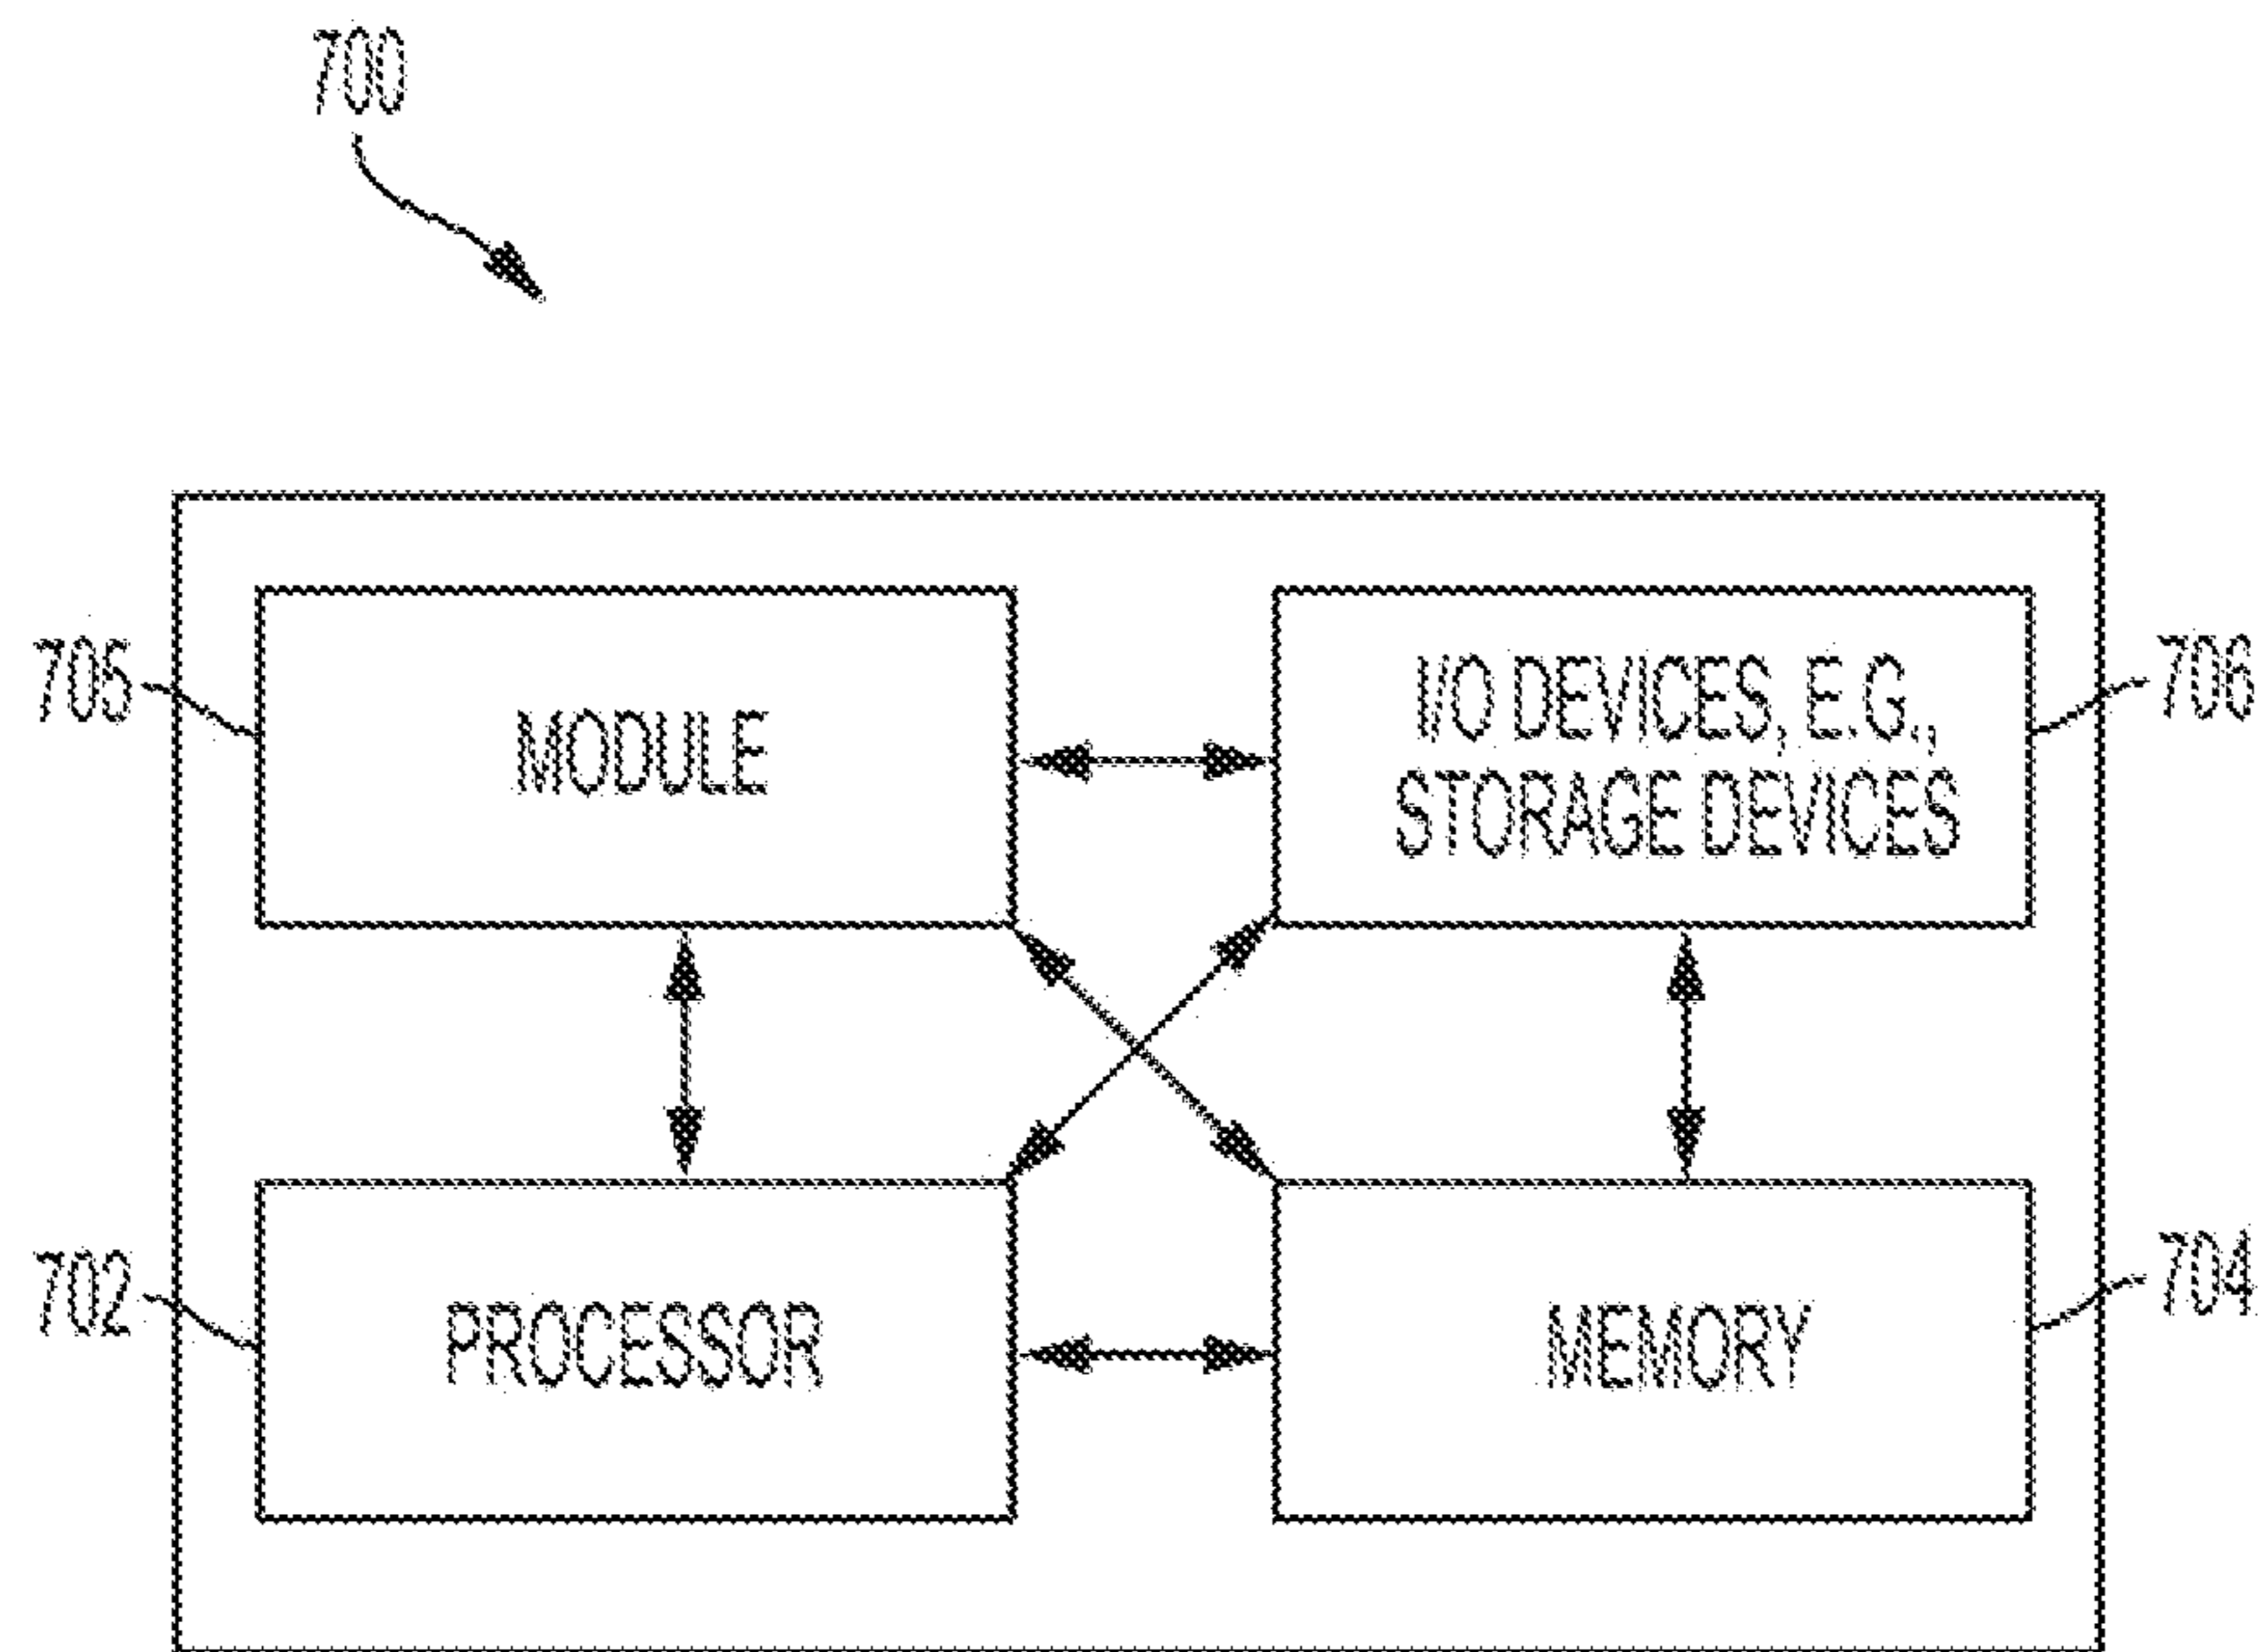 700
705
MODULE
I/O DEVICES, E.G.,
STORAGE DEVICES
706
702
PROCESSOR
MEMORY
704